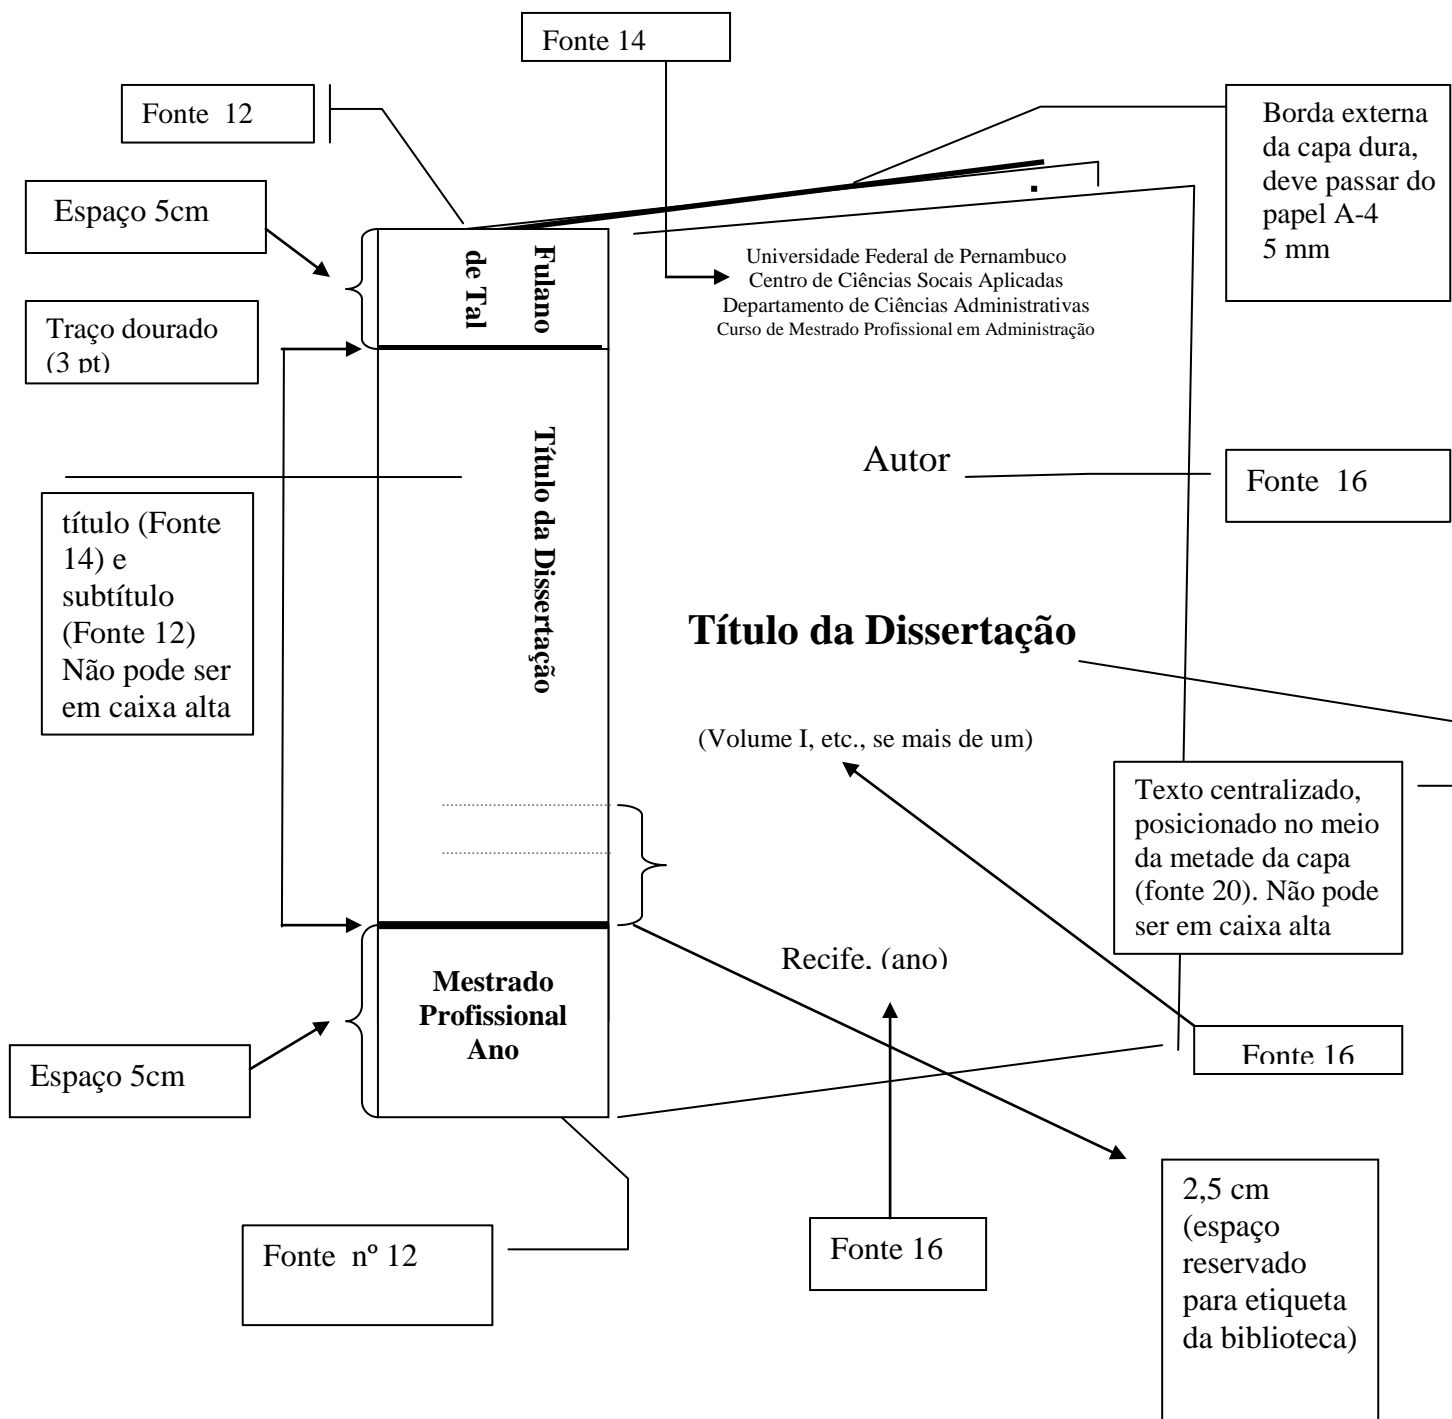 Fonte 14
Fonte 12
Borda externa
da capa dura,
deve passar do
papel A-4
5 mm
Espaço 5cm
Fulano
de Tal
Universidade Federal de Pernambuco
Centro de Ciências Socais Aplicadas
Departamento de Ciências Administrativas
Curso de Mestrado Profissional em Administração
Traço dourado
(3 pt)
Título da Dissertação
Autor
Fonte 16
título (Fonte
14) e
subtítulo
(Fonte 12)
Não pode ser
em caixa alta
Título da Dissertação
(Volume I, etc., se mais de um)
Texto centralizado,
posicionado no meio
da metade da capa
(fonte 20). Não pode
ser em caixa alta
Recife, (ano)
Mestrado
Profissional
Ano
Fonte 16
Espaço 5cm
2,5 cm
(espaço
reservado
para etiqueta
da biblioteca)
Fonte nº 12
Fonte 16